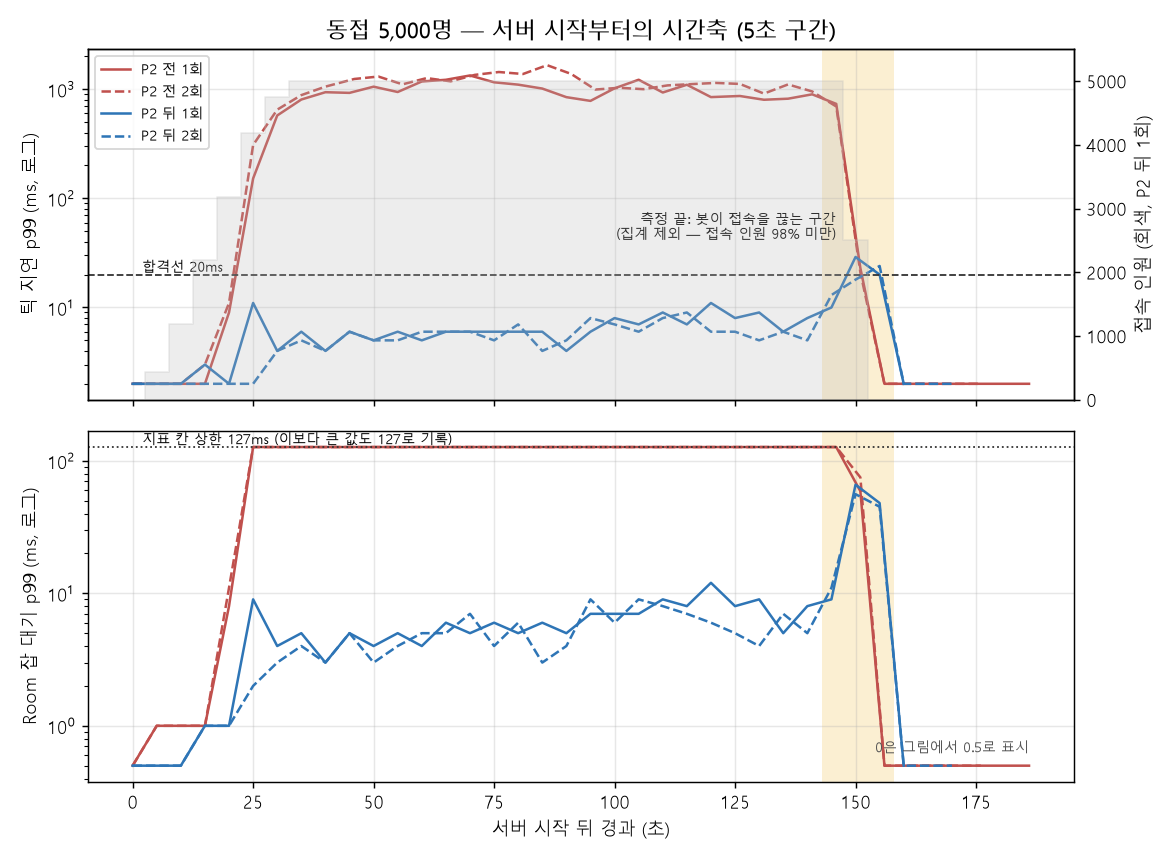 동접 5,000명 — 서버 시작부터의 시간축 (5초 구간)
P2 전 1회
P2 전 2회
P2 뒤 1회
P2 뒤 2회
틱 지연 p99 (ms, 로그)
10³
10²
10¹
합격선 20ms
측정 끝: 봇이 접속을 끊는 구간
(집계 제외 — 접속 인원 98% 미만)
5000
4000
3000
2000
1000
0
접속 인원 (회색, P2 뒤 1회)
지표 칸 상한 127ms (이보다 큰 값도 127로 기록)
Room 잡 대기 p99 (ms, 로그)
10²
10¹
10⁰
0은 그림에서 0.5로 표시
0 25 50 75 100 125 150 175
서버 시작 뒤 경과 (초)